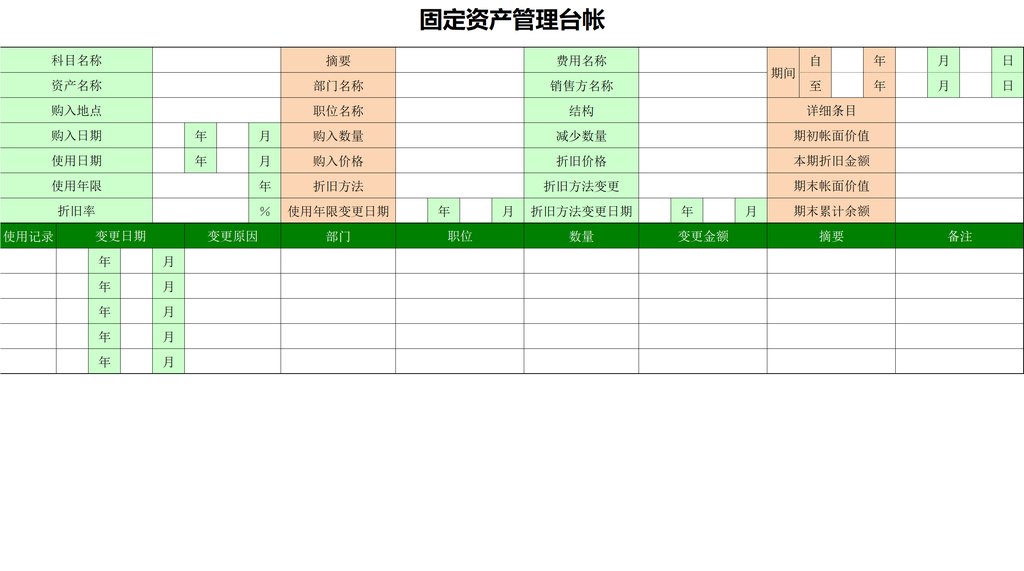 固定资产管理台帐
科目名称 摘要 费用名称 期间 自 年 月 日
资产名称 部门名称 销售方名称 至 年 月 日
购入地点 职位名称 结构 详细条目
购入日期 年 月 购入数量 减少数量 期初帐面价值
使用日期 年 月 购入价格 折旧价格 本期折旧金额
使用年限 年 折旧方法 折旧方法变更 期末帐面价值
折旧率 % 使用年限变更日期 年 月 折旧方法变更日期 年 月 期末累计余额
使用记录 变更日期 变更原因 部门 职位 数量 变更金额 摘要 备注
年 月
年 月
年 月
年 月
年 月